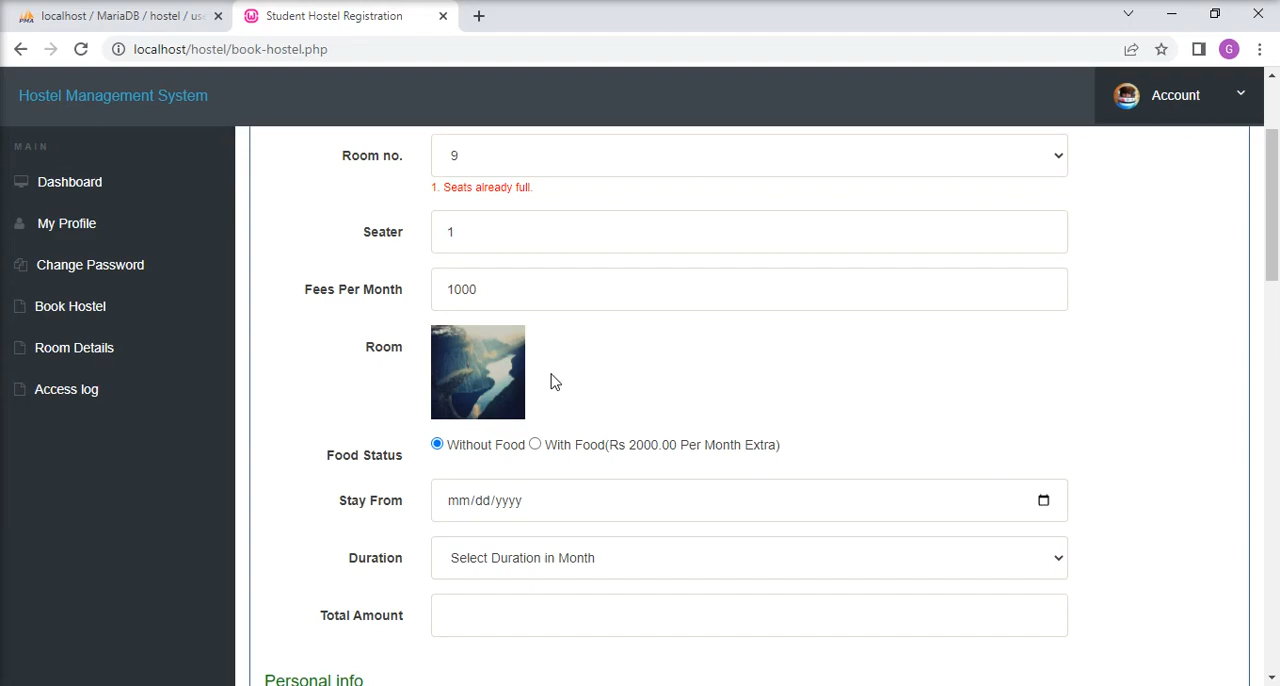 localhost / MariaDB / hostel / use
Student Hostel Registration
localhost/hostel/book-hostel.php
G
Hostel Management System
Account
MAIN
Dashboard
My Profile
Change Password
Book Hostel
Room Details
Access log
Room no.
9
1. Seats already full.
Seater
1
Fees Per Month
1000
Room
Food Status
Without Food With Food(Rs 2000.00 Per Month Extra)
Stay From
mm/dd/yyyy
Duration
Select Duration in Month
Total Amount
Personal info